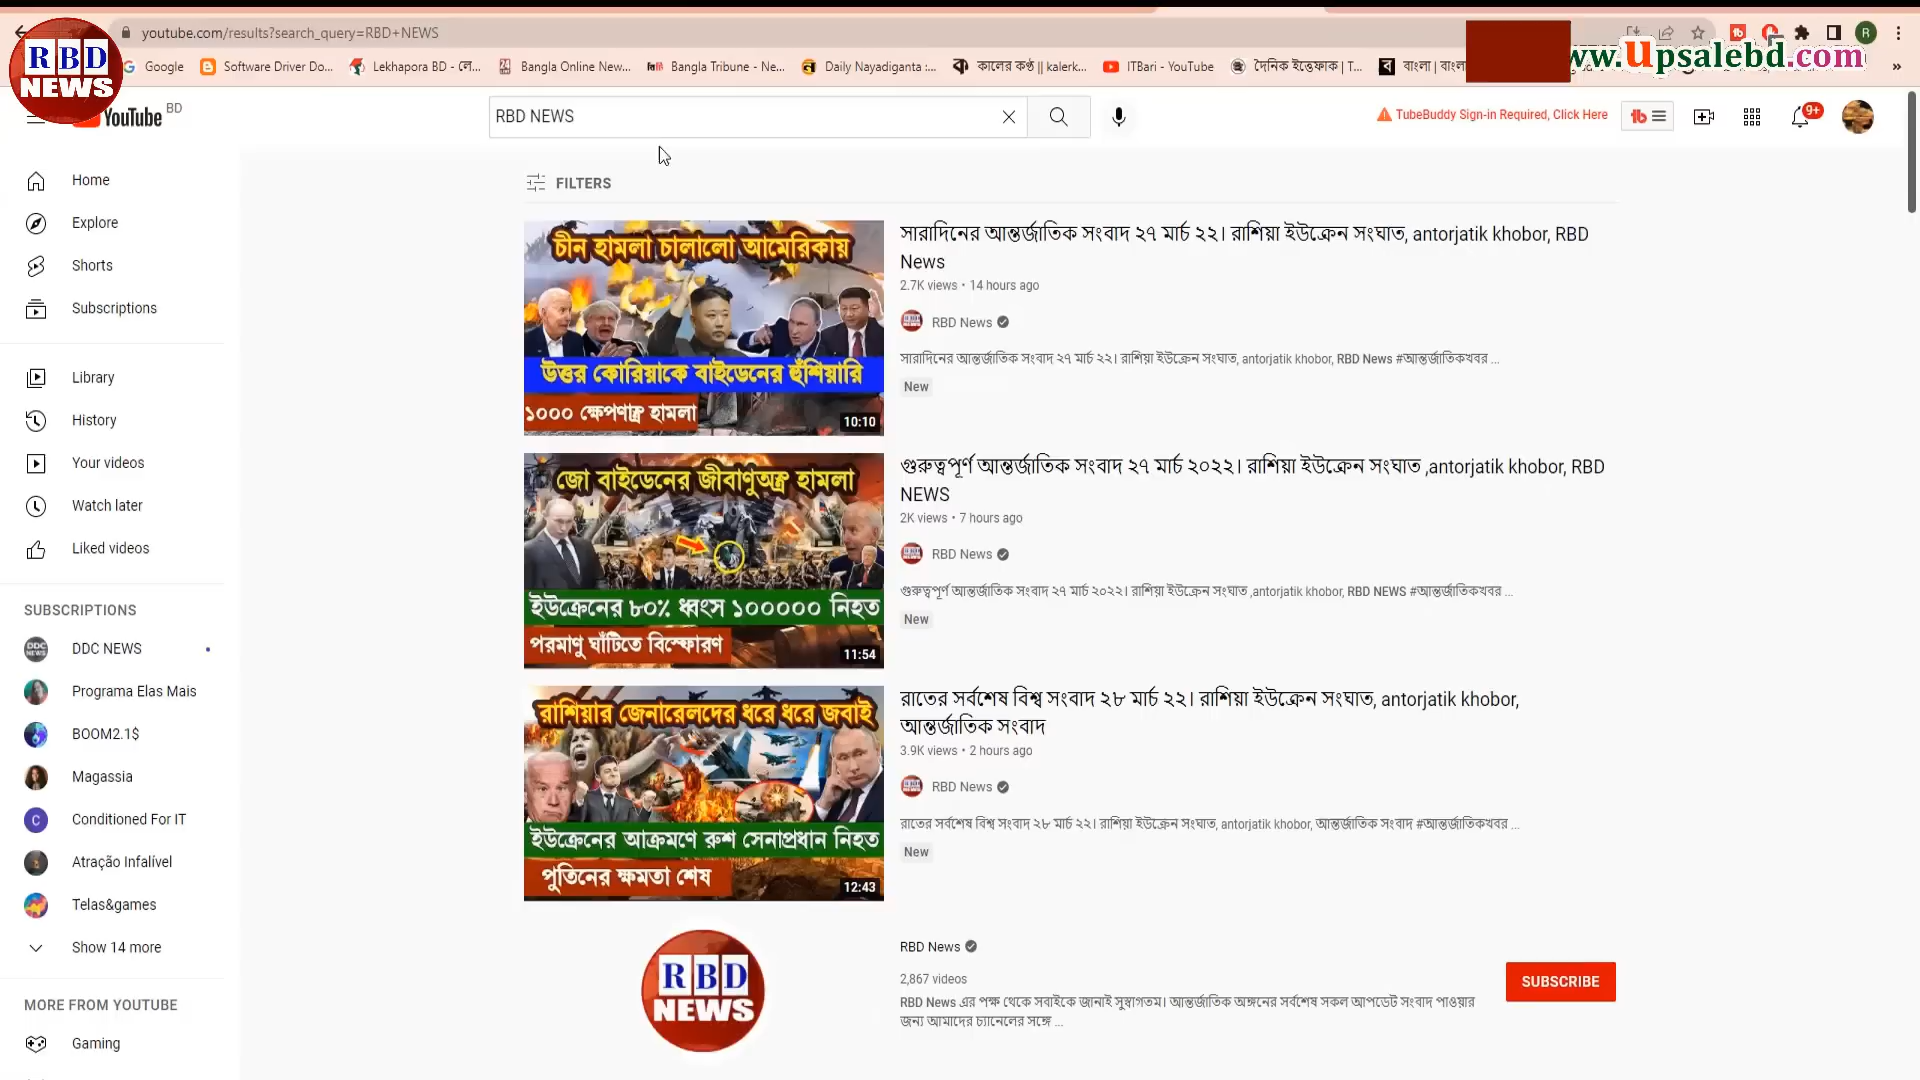 youtube.com/results?search_query=RBD+NEWS
RBD
NEWS
Google
Software Driver Do...
Lekhapora BD - লে...
Bangla Online New...
Bangla Tribune - Ne...
Daily Nayadiganta :...
কালের কণ্ঠ || kalerk...
ITBari - YouTube
দৈনিক ইত্তেফাক | T...
বাংলা | বাংলা
ww.Upsalebd.com
YouTube BD
RBD NEWS
TubeBuddy Sign-in Required, Click Here
9+
Home
Explore
Shorts
Subscriptions
Library
History
Your videos
Watch later
Liked videos
SUBSCRIPTIONS
DDC NEWS
Programa Elas Mais
BOOM2.1$
Magassia
Conditioned For IT
Atração Infalível
Telas&games
Show 14 more
MORE FROM YOUTUBE
Gaming
FILTERS
চীন হামলা চালালো আমেরিকায়
উত্তর কোরিয়াকে বাইডেনের হুঁশিয়ারি
১০০০ ক্ষেপণাস্ত্র হামলা
10:10
সারাদিনের আন্তর্জাতিক সংবাদ ২৭ মার্চ ২২। রাশিয়া ইউক্রেন সংঘাত, antorjatik khobor, RBD
News
2.7K views • 14 hours ago
RBD News
সারাদিনের আন্তর্জাতিক সংবাদ ২৭ মার্চ ২২। রাশিয়া ইউক্রেন সংঘাত, antorjatik khobor, RBD News #আন্তর্জাতিকখবর ...
New
জো বাইডেনের জীবাণুঅস্ত্র হামলা
ইউক্রেনের ৮০% ধ্বংস ১০০০০০ নিহত
পরমাণু ঘাঁটিতে বিস্ফোরণ
11:54
গুরুত্বপূর্ণ আন্তর্জাতিক সংবাদ ২৭ মার্চ ২০২২। রাশিয়া ইউক্রেন সংঘাত ,antorjatik khobor, RBD
NEWS
2K views • 7 hours ago
RBD News
গুরুত্বপূর্ণ আন্তর্জাতিক সংবাদ ২৭ মার্চ ২০২২। রাশিয়া ইউক্রেন সংঘাত ,antorjatik khobor, RBD NEWS #আন্তর্জাতিকখবর ...
New
রাশিয়ার জেনারেলদের ধরে ধরে জবাই
ইউক্রেনের আক্রমণে রুশ সেনাপ্রধান নিহত
পুতিনের ক্ষমতা শেষ
12:43
রাতের সর্বশেষ বিশ্ব সংবাদ ২৮ মার্চ ২২। রাশিয়া ইউক্রেন সংঘাত, antorjatik khobor,
আন্তর্জাতিক সংবাদ
3.9K views • 2 hours ago
RBD News
রাতের সর্বশেষ বিশ্ব সংবাদ ২৮ মার্চ ২২। রাশিয়া ইউক্রেন সংঘাত, antorjatik khobor, আন্তর্জাতিক সংবাদ #আন্তর্জাতিকখবর ...
New
RBD
NEWS
RBD News
2,867 videos
RBD News এর পক্ষ থেকে সবাইকে জানাই সুস্বাগতম। আন্তর্জাতিক অঙ্গনের সর্বশেষ সকল আপডেট সংবাদ পাওয়ার
জন্য আমাদের চ্যানেলের সঙ্গে ...
SUBSCRIBE